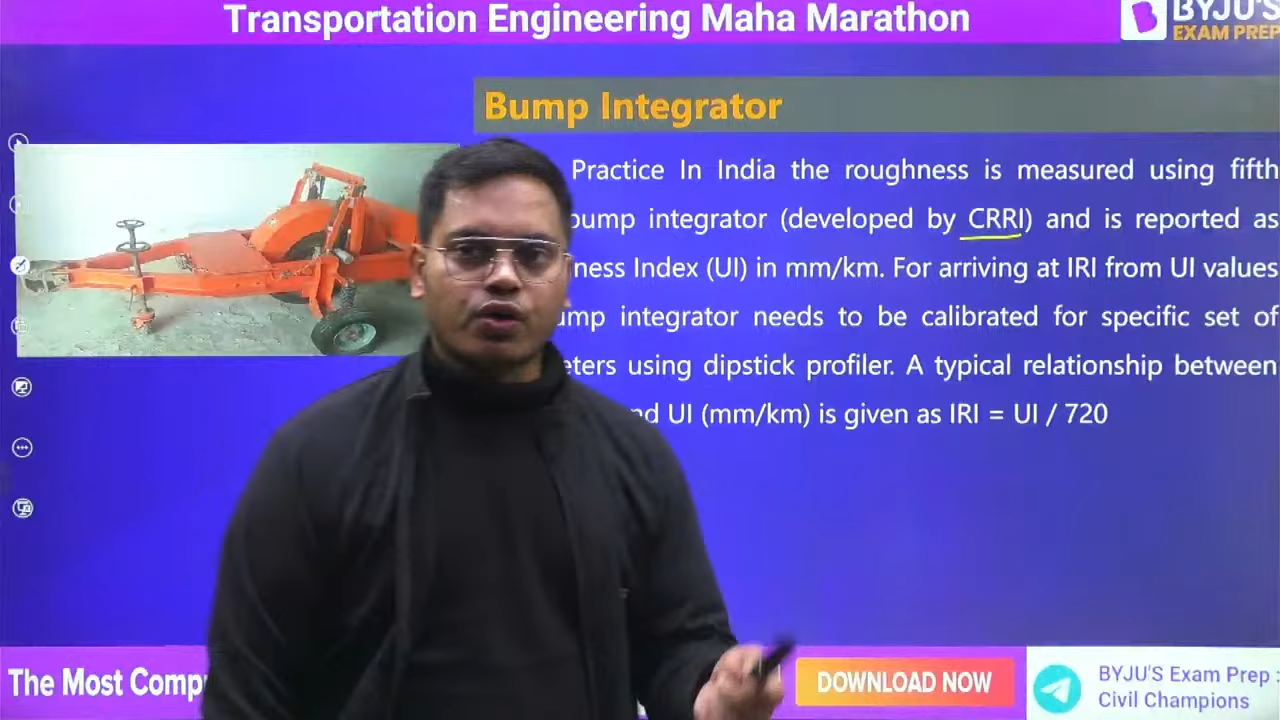 Transportation Engineering Maha Marathon
BYJU'S
EXAM PREP
Bump Integrator
Practice In India the roughness is measured using fifth
bump integrator (developed by CRRI) and is reported as
ness Index (UI) in mm/km. For arriving at IRI from UI values
ump integrator needs to be calibrated for specific set of
eters using dipstick profiler. A typical relationship between
nd UI (mm/km) is given as IRI = UI / 720
The Most Comp
DOWNLOAD NOW
BYJU'S Exam Prep :
Civil Champions